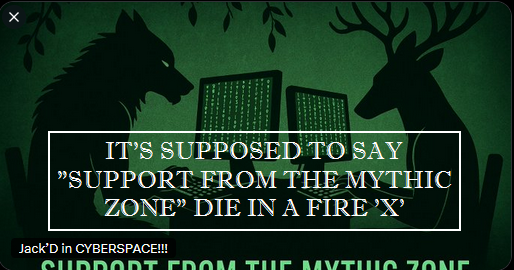 IT'S SUPPOSED TO SAY
"SUPPORT FROM THE MYTHIC
ZONE" DIE IN A FIRE 'X'
Jack'D in CYBERSPACE!!!
SUPPORT FROM THE MYTHIC ZONE